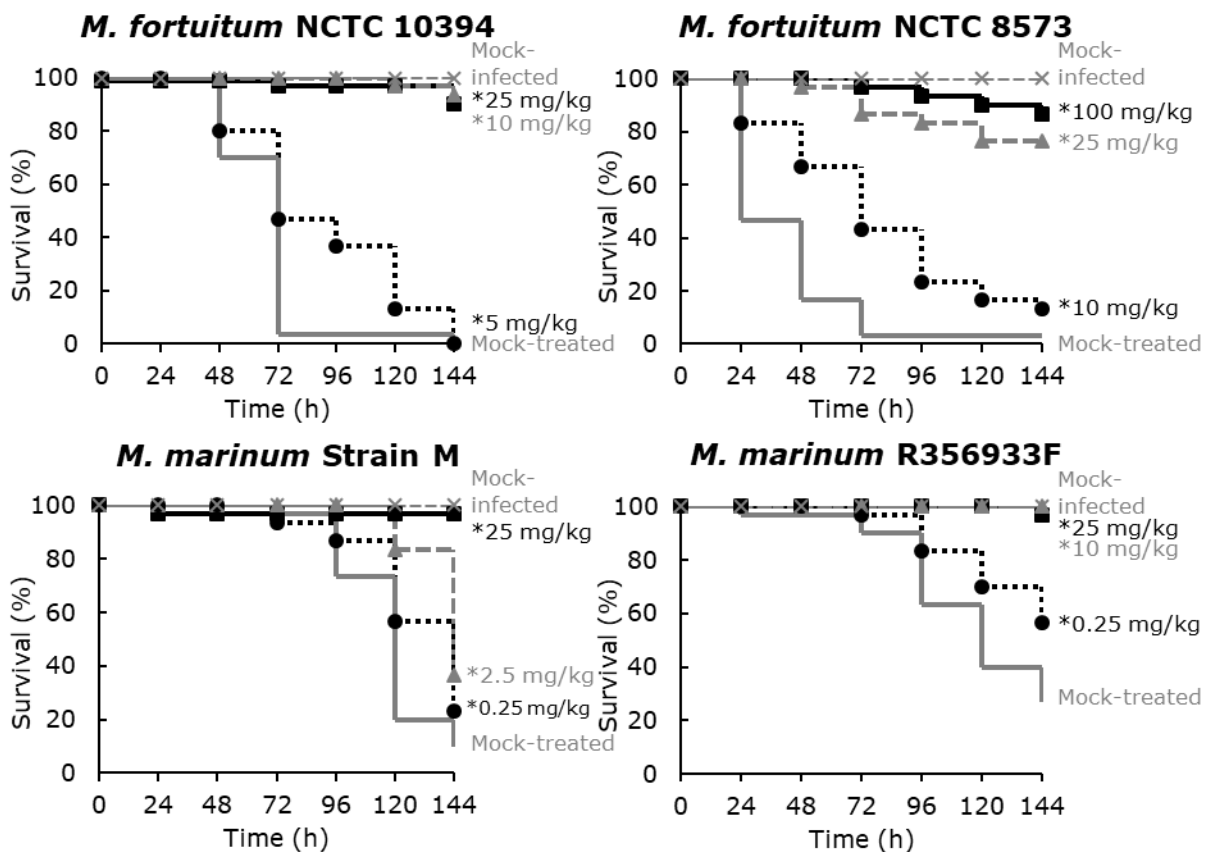 M. fortuitum NCTC 10394
Mock-
infected
*25 mg/kg
*10 mg/kg
*5 mg/kg
Mock-treated
Survival (%)
100
80
60
40
20
0
0 24 48 72 96 120 144
Time (h)
M. fortuitum NCTC 8573
Mock-
infected
*100 mg/kg
*25 mg/kg
*10 mg/kg
Mock-treated
Survival (%)
100
80
60
40
20
0
0 24 48 72 96 120 144
Time (h)
M. marinum Strain M
Mock-
infected
*25 mg/kg
*2.5 mg/kg
*0.25 mg/kg
Mock-treated
Survival (%)
100
80
60
40
20
0
0 24 48 72 96 120 144
Time (h)
M. marinum R356933F
Mock-
infected
*25 mg/kg
*10 mg/kg
*0.25 mg/kg
Mock-treated
Survival (%)
100
80
60
40
20
0
0 24 48 72 96 120 144
Time (h)